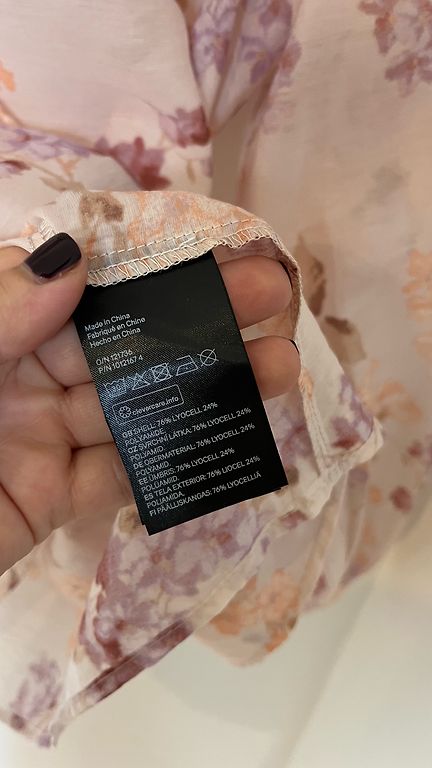 Made in China
Fabriqué en Chine
Hecho en China
O/N 121736
P/N 1012167 4
clevercare.info
GB SHELL: 76% LYOCELL 24%
POLYAMIDE.
CZ SVRCHNÍ LÁTKA: 76% LYOCELL 24%
POLYAMID.
DE OBERMATERIAL: 76% LYOCELL 24%
POLYAMID.
EE ÜMBRIS: 76% LYOCELL 24%
POLÜAMIID.
ES TELA EXTERIOR: 76% LIOCEL 24%
POLIAMIDA.
FI PÄÄLLISKANGAS: 76% LYOCELLIÄ